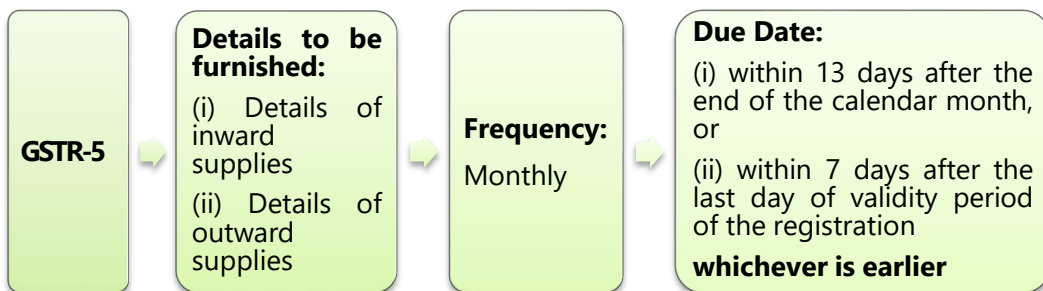 GSTR-5
Details to be
furnished:
(i) Details of
inward
supplies
(ii) Details of
outward
supplies
Frequency:
Monthly
Due Date:
(i) within 13 days after the
end of the calendar month,
or
(ii) within 7 days after the
last day of validity period
of the registration
whichever is earlier